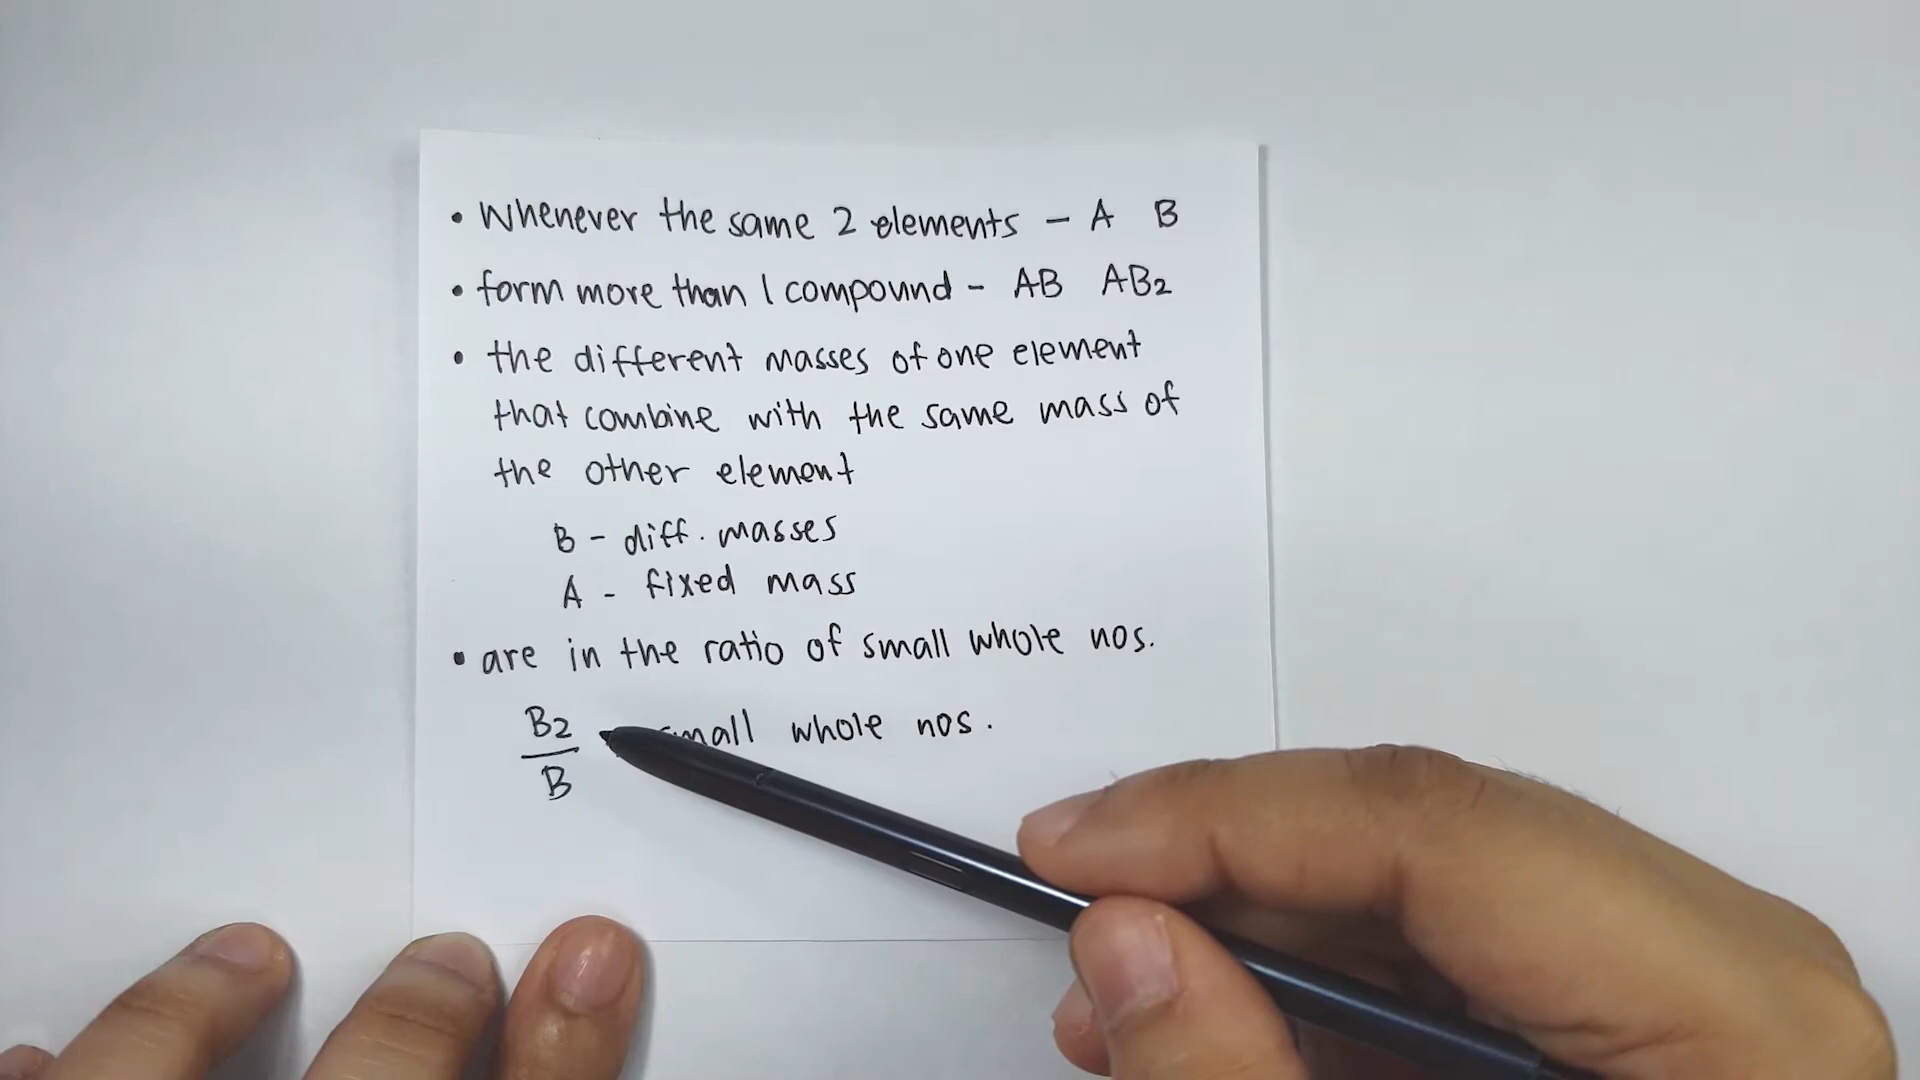 • Whenever the same 2 elements - A B
• form more than 1 compound - AB AB2
• the different masses of one element
that combine with the same mass of
the other element
B - diff. masses
A - fixed mass
• are in the ratio of small whole nos.
B2
B
small whole nos.